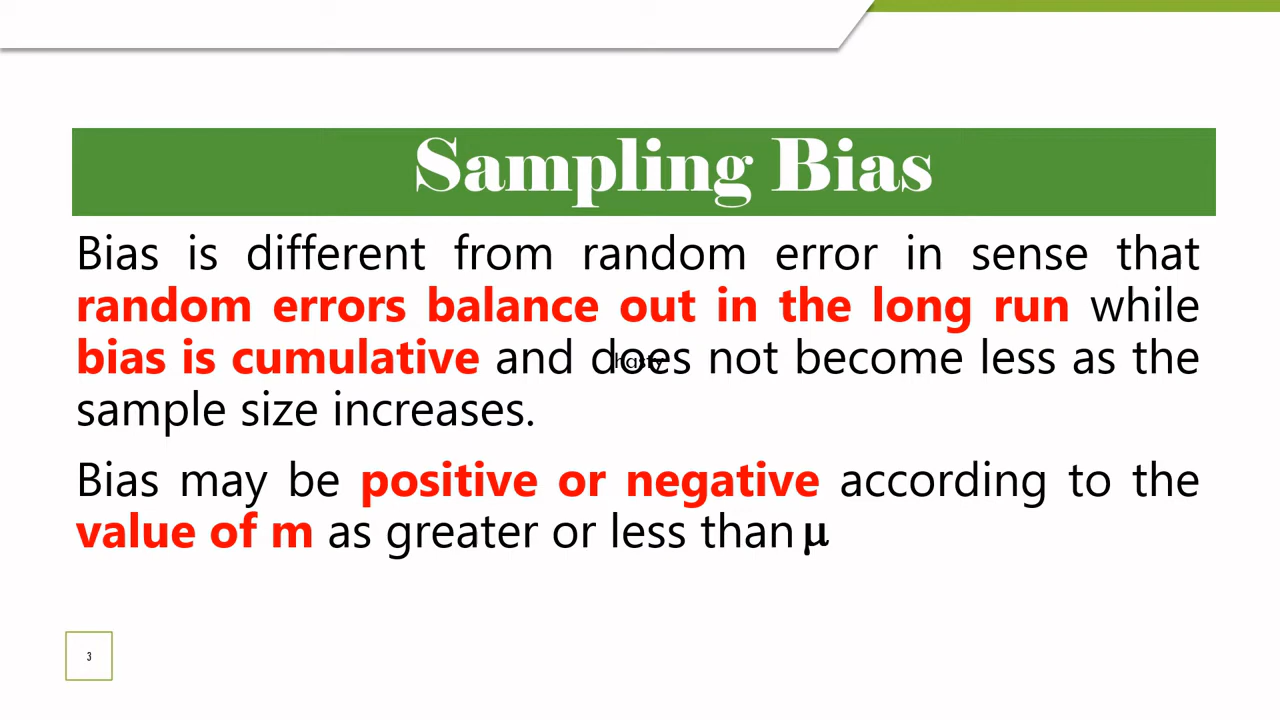 Sampling Bias
Bias is different from random error in sense that
random errors balance out in the long run while
bias is cumulative and does not become less as the
hasty
sample size increases.
Bias may be positive or negative according to the
value of m as greater or less than μ
3